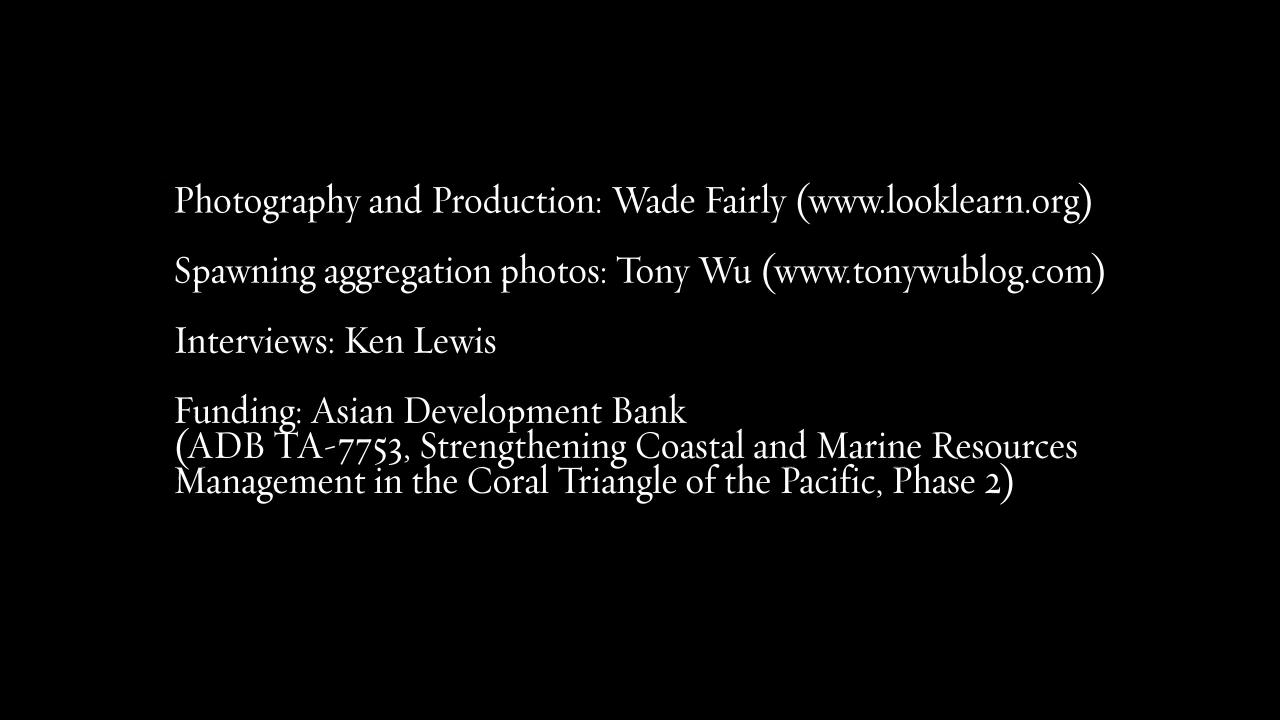 Photography and Production: Wade Fairly (www.looklearn.org)
Spawning aggregation photos: Tony Wu (www.tonywublog.com)
Interviews: Ken Lewis
Funding: Asian Development Bank
(ADB TA-7753, Strengthening Coastal and Marine Resources
Management in the Coral Triangle of the Pacific, Phase 2)